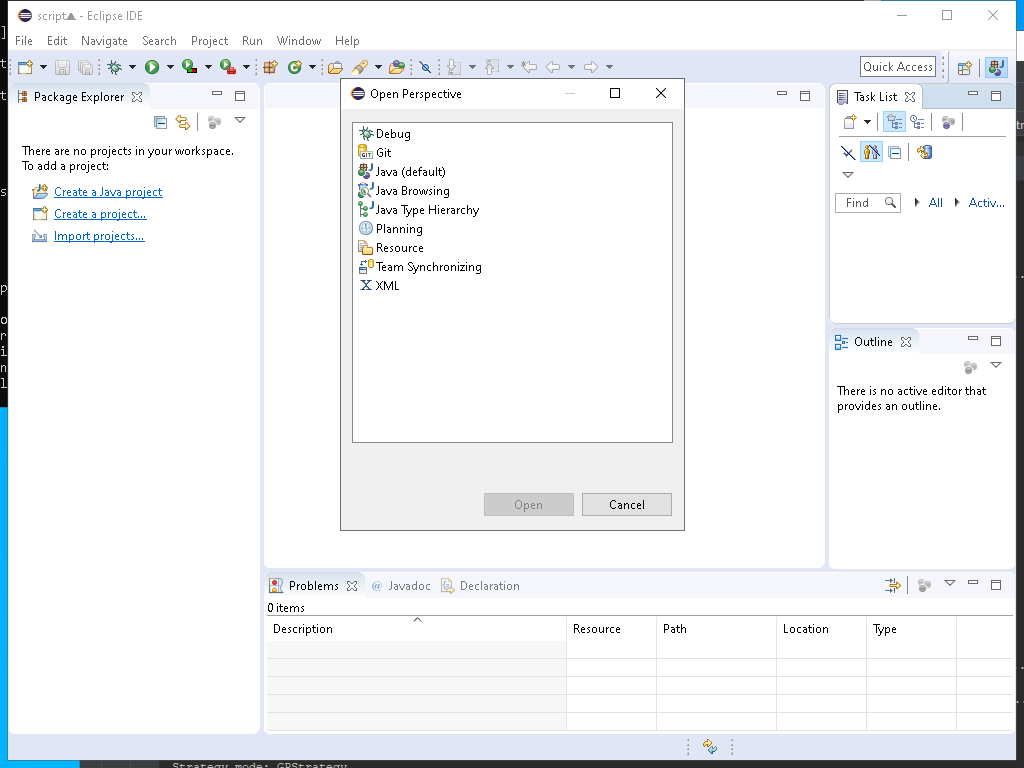 script▲ - Eclipse IDE
File Edit Navigate Search Project Run Window Help
Quick Access
Package Explorer
There are no projects in your workspace.
To add a project:
Create a Java project
Create a project...
Import projects...
Open Perspective
Debug
Git
Java (default)
Java Browsing
Java Type Hierarchy
Planning
Resource
Team Synchronizing
XML
Open Cancel
Task List
Find All Activ...
Outline
There is no active editor that
provides an outline.
Problems @ Javadoc Declaration
0 items
Description Resource Path Location Type
Strategy mode: GPStrategy